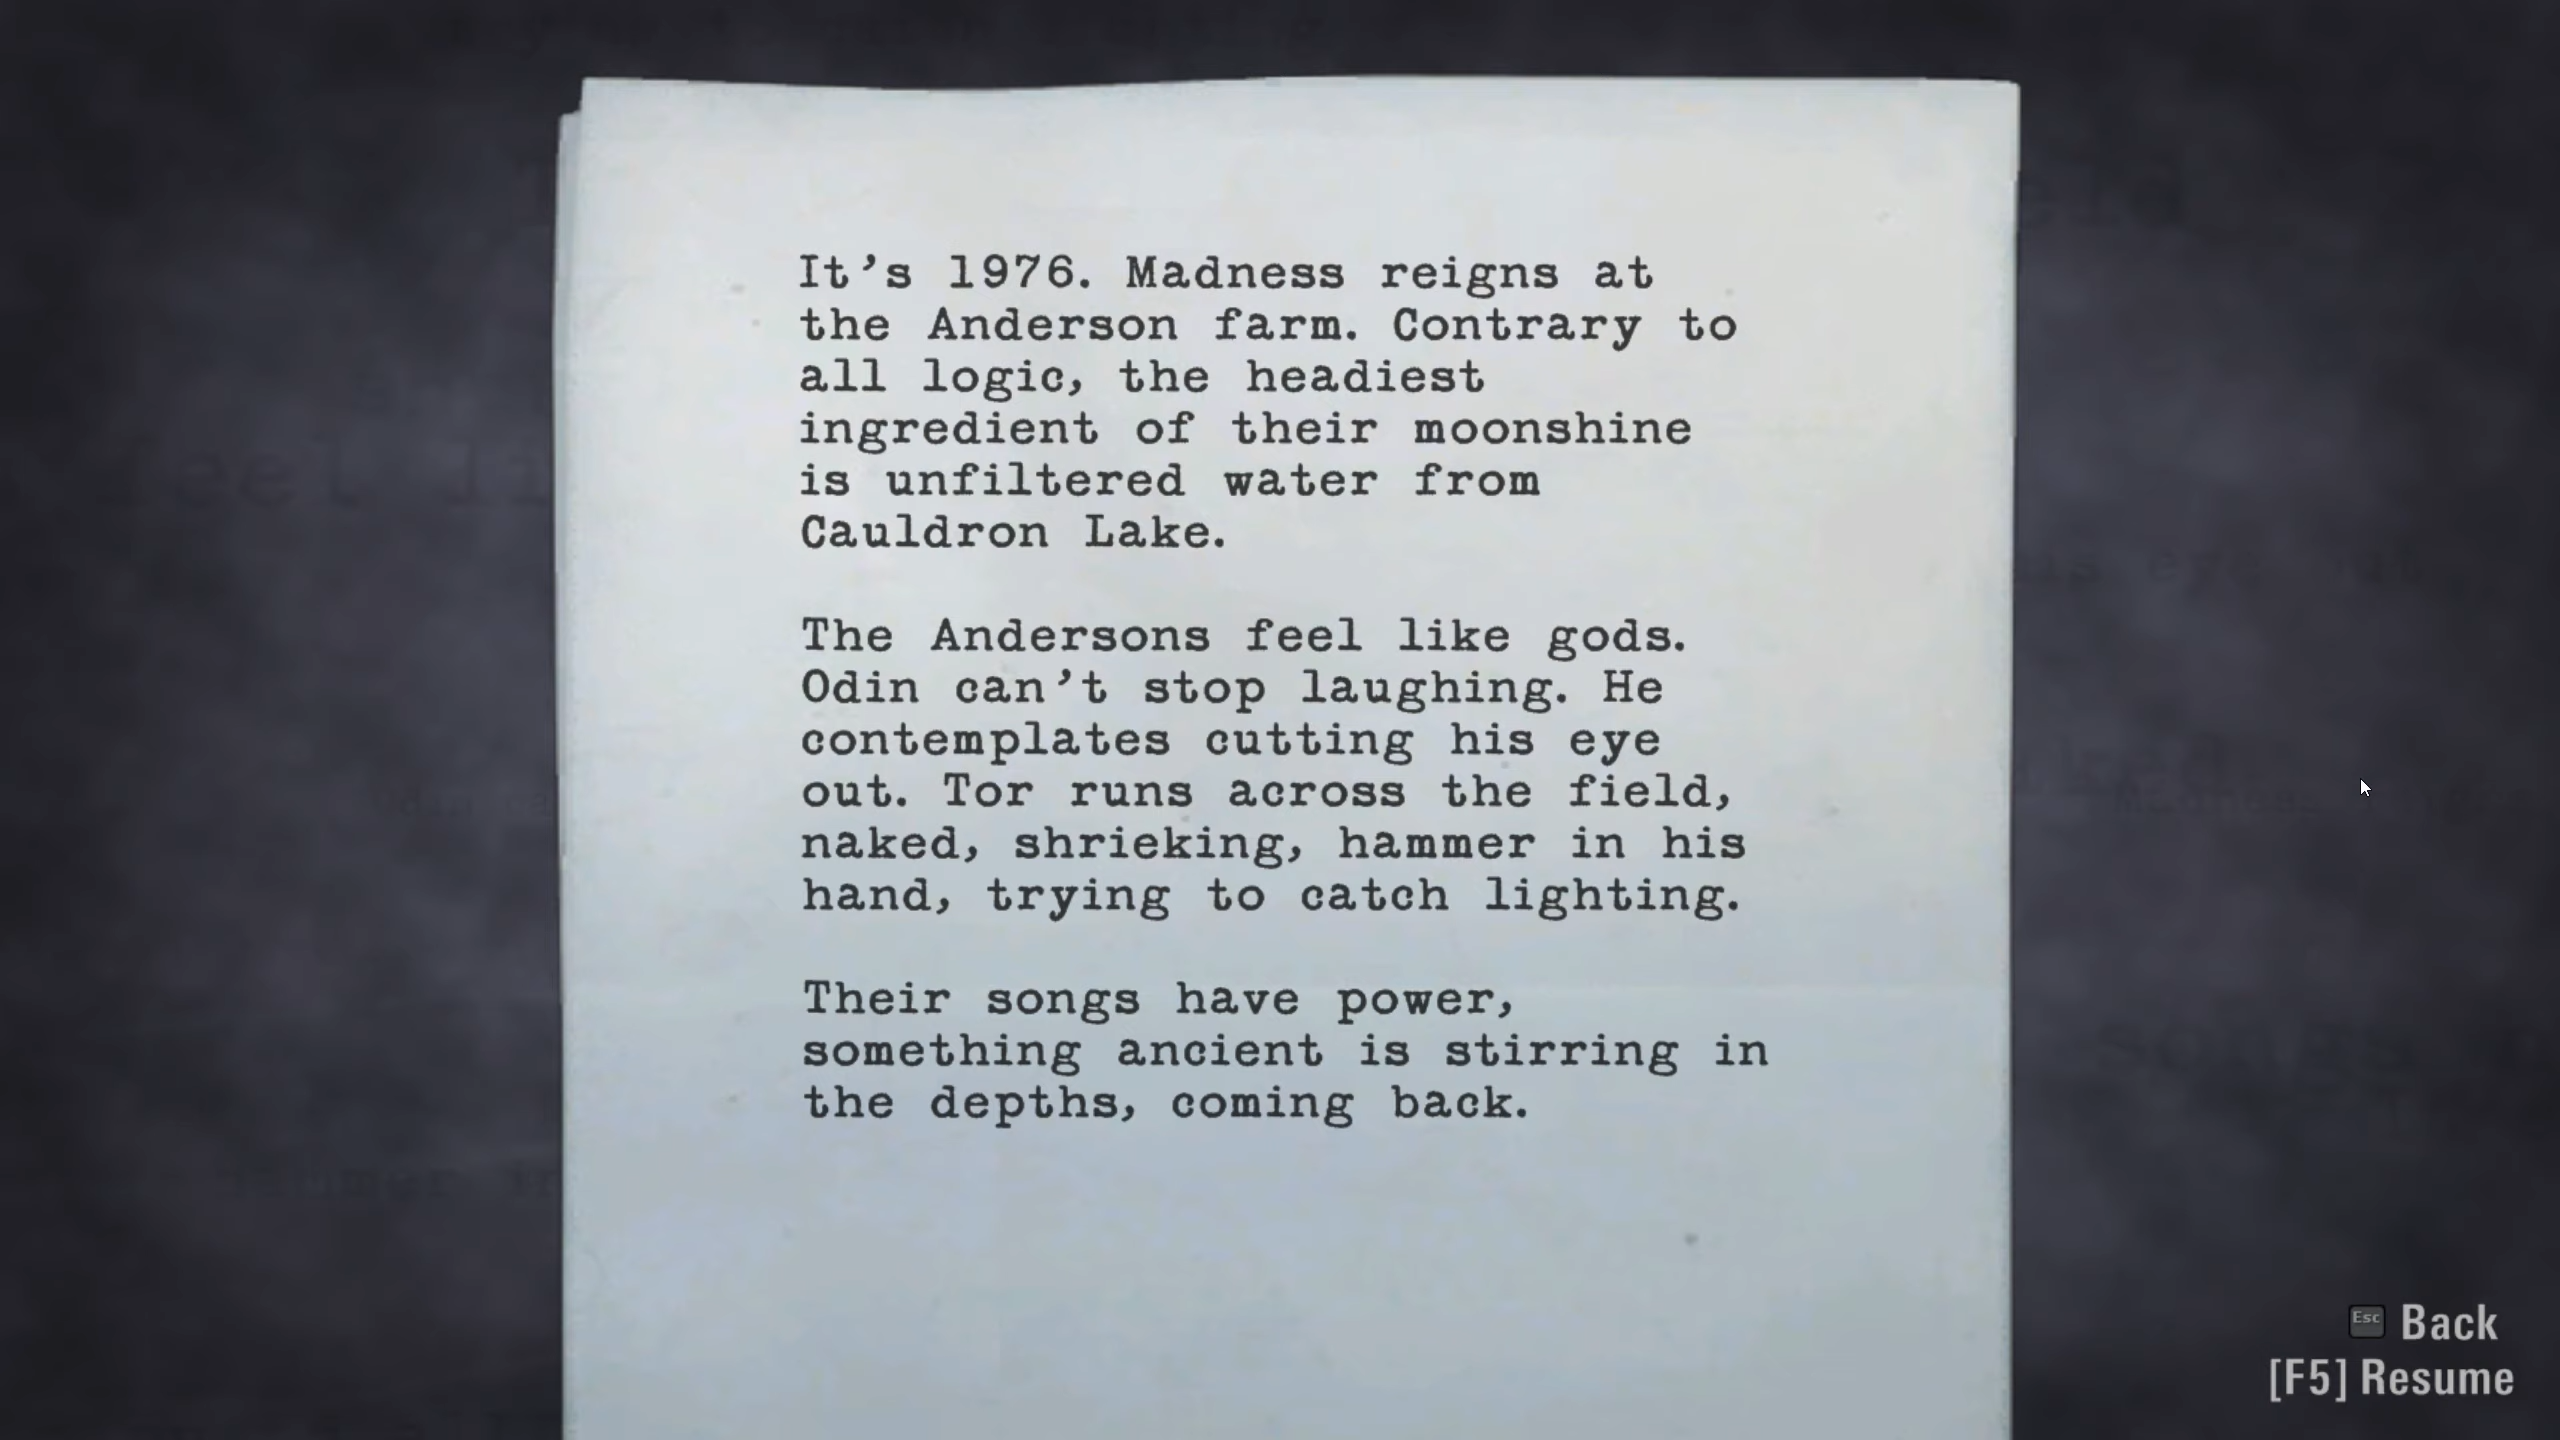 It's 1976. Madness reigns at
the Anderson farm. Contrary to
all logic, the headiest
ingredient of their moonshine
is unfiltered water from
Cauldron Lake.
The Andersons feel like gods.
Odin can't stop laughing. He
contemplates cutting his eye
out. Tor runs across the field,
naked, shrieking, hammer in his
hand, trying to catch lighting.
Their songs have power,
something ancient is stirring in
the depths, coming back.
Esc Back
[F5] Resume